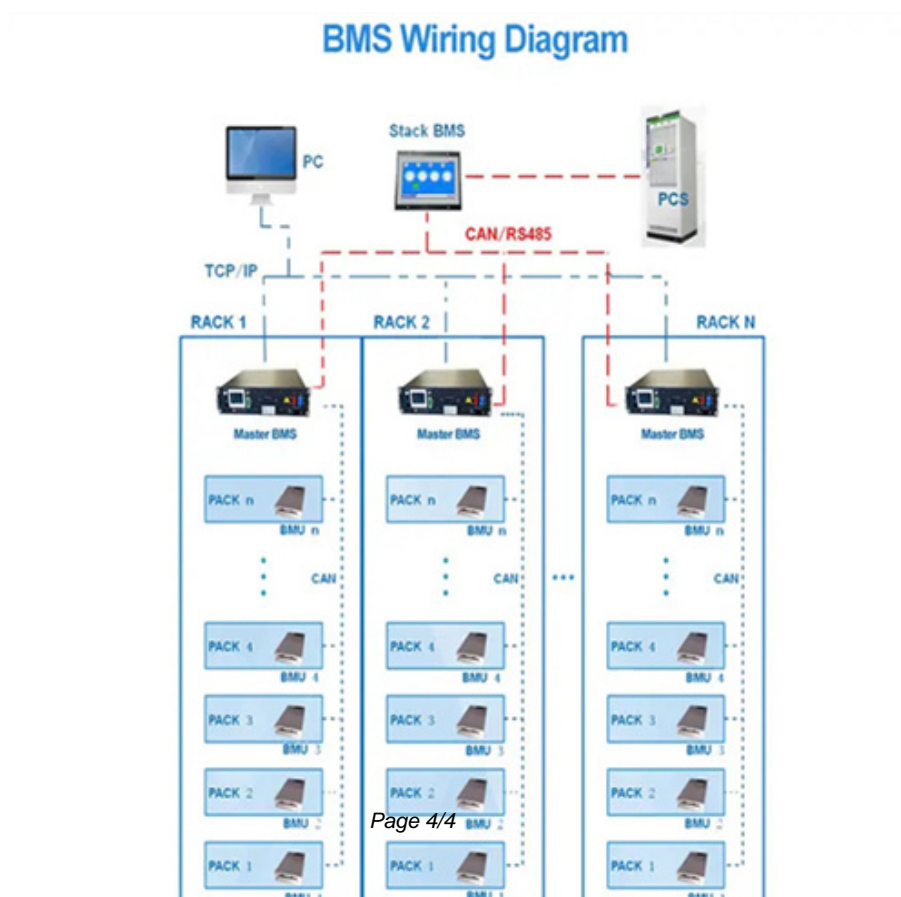 BMS Wiring Diagram
Stack BMS
PC
PCS
CAN/RS485
TCP/IP
RACK 1
RACK 2
RACK N
Master BMS
Master BMS
Master BMS
PACK n
PACK n
PACK n
BMU n
BMU n
BMU n
CAN
CAN
CAN
PACK 4
PACK 4
PACK 4
BMU 4
BMU 4
BMU 4
PACK 3
PACK 3
PACK 3
BMU 3
BMU 3
BMU 3
PACK 2
PACK 2
PACK 2
BMU 2
Page 4/4
BMU 2
BMU 2
PACK 1
PACK 1
PACK 1